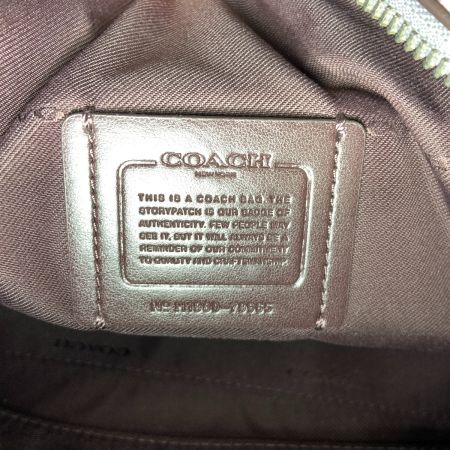 COACH
NEW YORK
THIS IS A COACH BAG. THE
STORYPATCH IS OUR BADGE OF
AUTHENTICITY. FEW PEOPLE MAY
SEE IT, BUT IT WILL ALWAYS BE A
REMINDER OF OUR COMMITMENT
TO QUALITY AND CRAFTSMANSHIP.
COACH